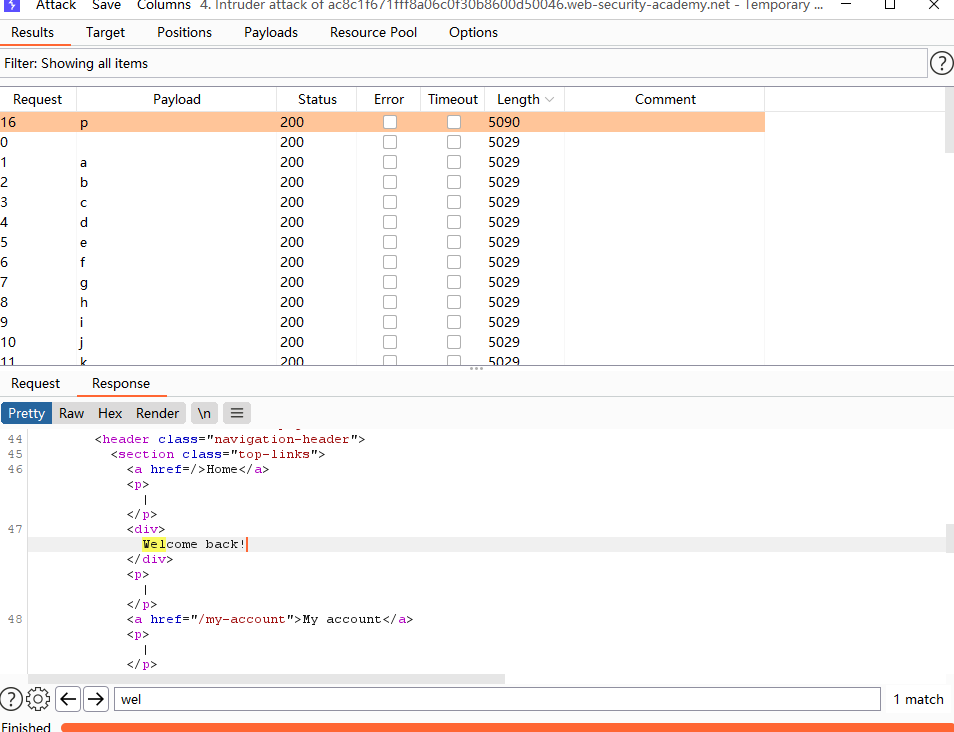 Attack Save Columns 4. Intruder attack of ac8c1f671fff8a06c0f30b8600d50046.web-security-academy.net - Temporary ...
Results Target Positions Payloads Resource Pool Options
Filter: Showing all items ?
Request Payload Status Error Timeout Length Comment
16 p 200 5090
0 200 5029
1 a 200 5029
2 b 200 5029
3 c 200 5029
4 d 200 5029
5 e 200 5029
6 f 200 5029
7 g 200 5029
8 h 200 5029
9 i 200 5029
10 j 200 5029
11 k 200 5029
Request Response
Pretty Raw Hex Render \n
44 <header class="navigation-header">
45 <section class="top-links">
46 <a href=/>Home</a>
<p>
|
</p>
47 <div>
Welcome back!
</div>
<p>
|
</p>
48 <a href="/my-account">My account</a>
<p>
|
</p>
? wel 1 match
Finished